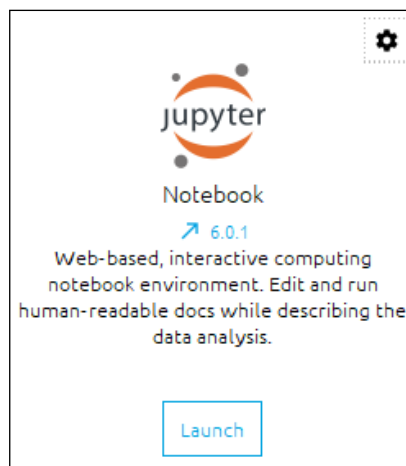 jupyter
Notebook
6.0.1
Web-based, interactive computing
notebook environment. Edit and run
human-readable docs while describing the
data analysis.
Launch